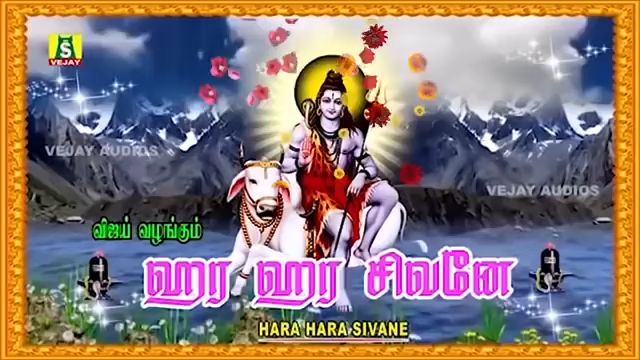 S
VEJAY
VEJAY AUDIOS
VEJAY AUDIOS
விஜய் வழங்கும்
ஹர ஹர சிவனே
HARA HARA SIVANE